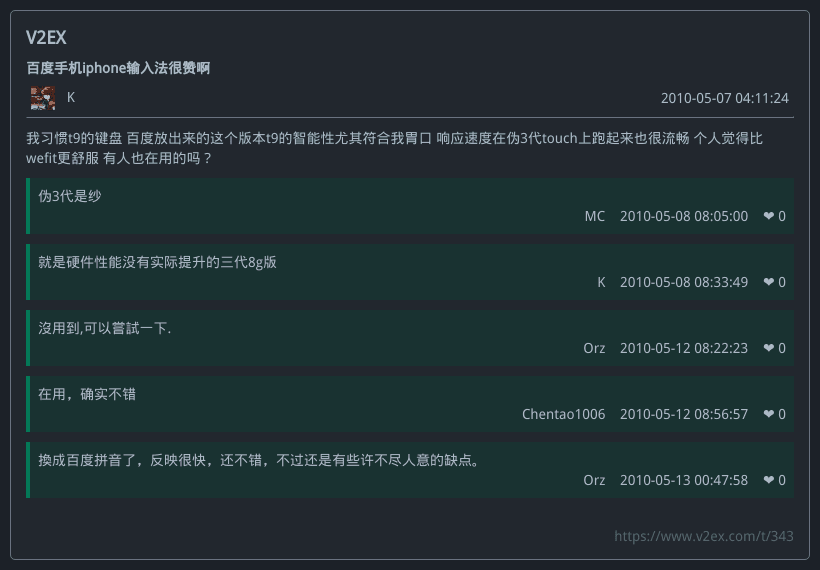 V2EX
百度手机iphone输入法很赞啊
K 2010-05-07 04:11:24
我习惯t9的键盘 百度放出来的这个版本t9的智能性尤其符合我胃口 响应速度在伪3代touch上跑起来也很流畅 个人觉得比
wefit更舒服 有人也在用的吗？
伪3代是纱
MC 2010-05-08 08:05:00 ❤ 0
就是硬件性能没有实际提升的三代8g版
K 2010-05-08 08:33:49 ❤ 0
沒用到,可以嘗試一下.
Orz 2010-05-12 08:22:23 ❤ 0
在用，确实不错
Chentao1006 2010-05-12 08:56:57 ❤ 0
換成百度拼音了，反映很快，还不错，不过还是有些许不尽人意的缺点。
Orz 2010-05-13 00:47:58 ❤ 0
https://www.v2ex.com/t/343